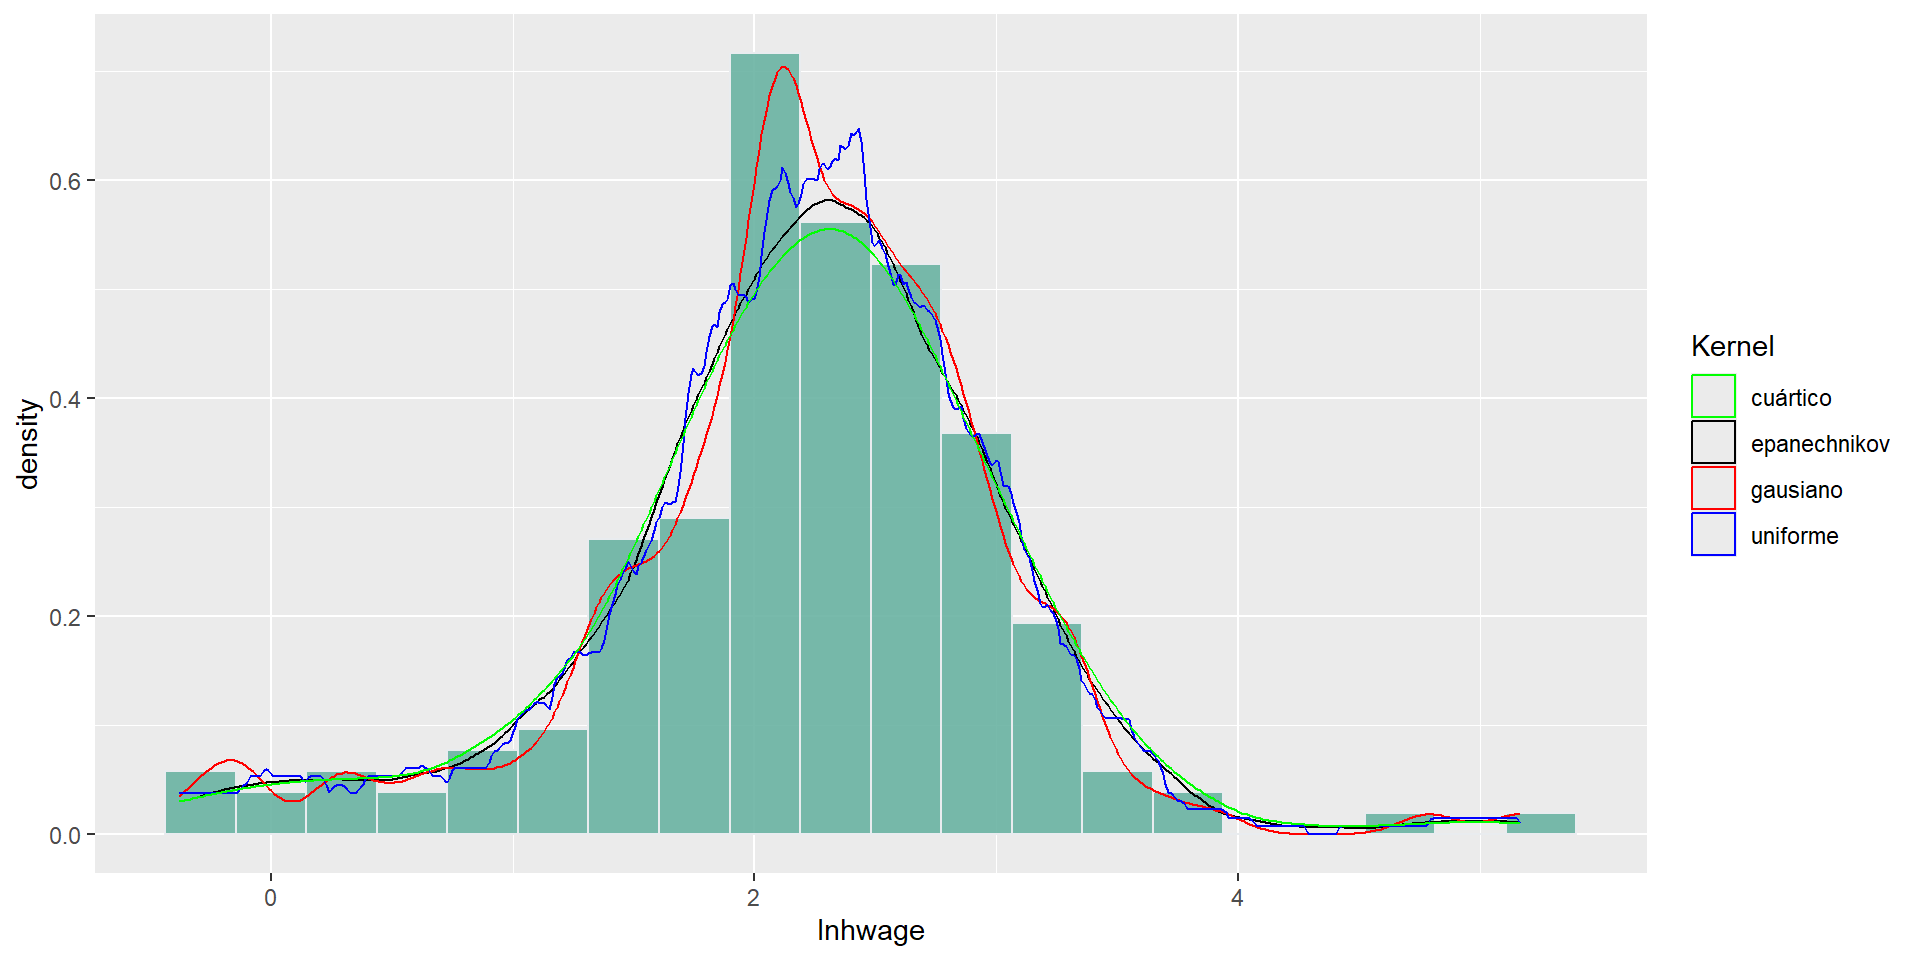 density
0.6
0.4
0.2
0.0
0
2
4
lnhwage
Kernel
cuártico
epanechnikov
gausiano
uniforme